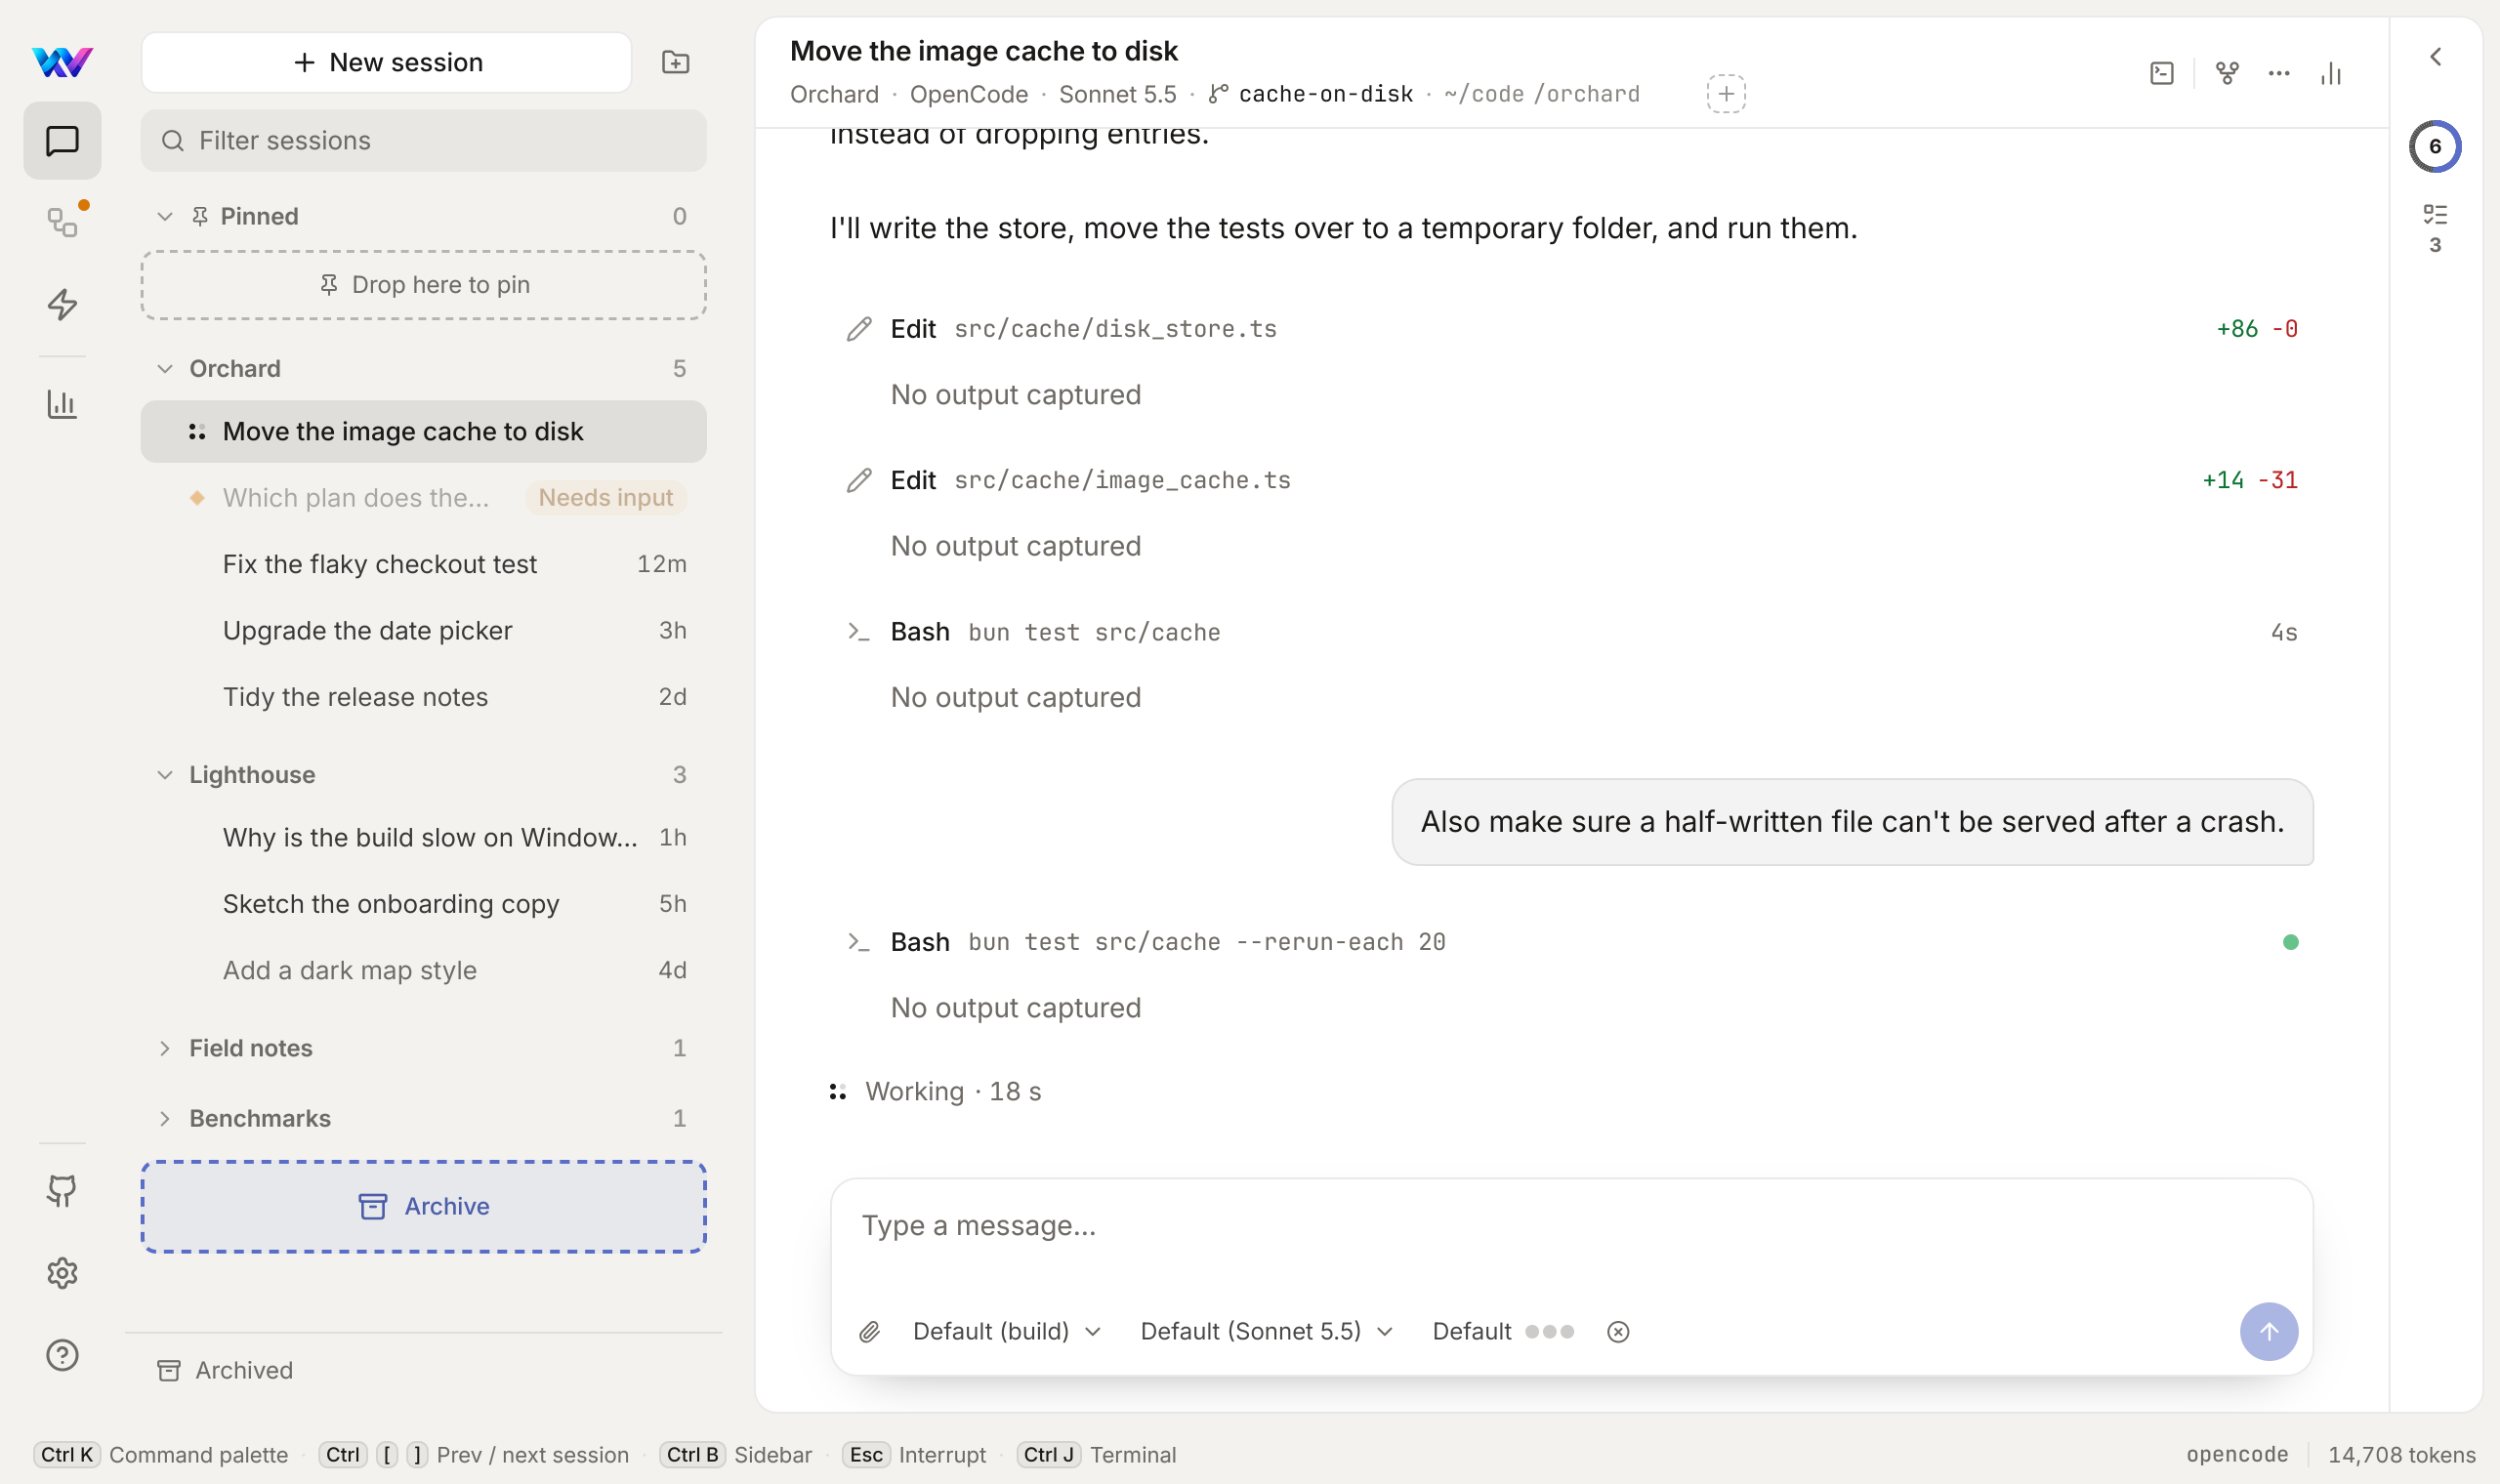 New session
Filter sessions
Pinned 0
Drop here to pin
Orchard 5
Move the image cache to disk
Which plan does the... Needs input
Fix the flaky checkout test 12m
Upgrade the date picker 3h
Tidy the release notes 2d
Lighthouse 3
Why is the build slow on Window... 1h
Sketch the onboarding copy 5h
Add a dark map style 4d
Field notes 1
Benchmarks 1
Archive
Archived
Move the image cache to disk
Orchard · OpenCode · Sonnet 5.5 · cache-on-disk · ~/code /orchard
instead of dropping entries.
I'll write the store, move the tests over to a temporary folder, and run them.
Edit src/cache/disk_store.ts +86 -0
No output captured
Edit src/cache/image_cache.ts +14 -31
No output captured
Bash bun test src/cache 4s
No output captured
Also make sure a half-written file can't be served after a crash.
Bash bun test src/cache --rerun-each 20
No output captured
Working · 18 s
Type a message...
Default (build) Default (Sonnet 5.5) Default
6
3
Ctrl K Command palette · Ctrl [ ] Prev / next session · Ctrl B Sidebar · Esc Interrupt · Ctrl J Terminal
opencode 14,708 tokens